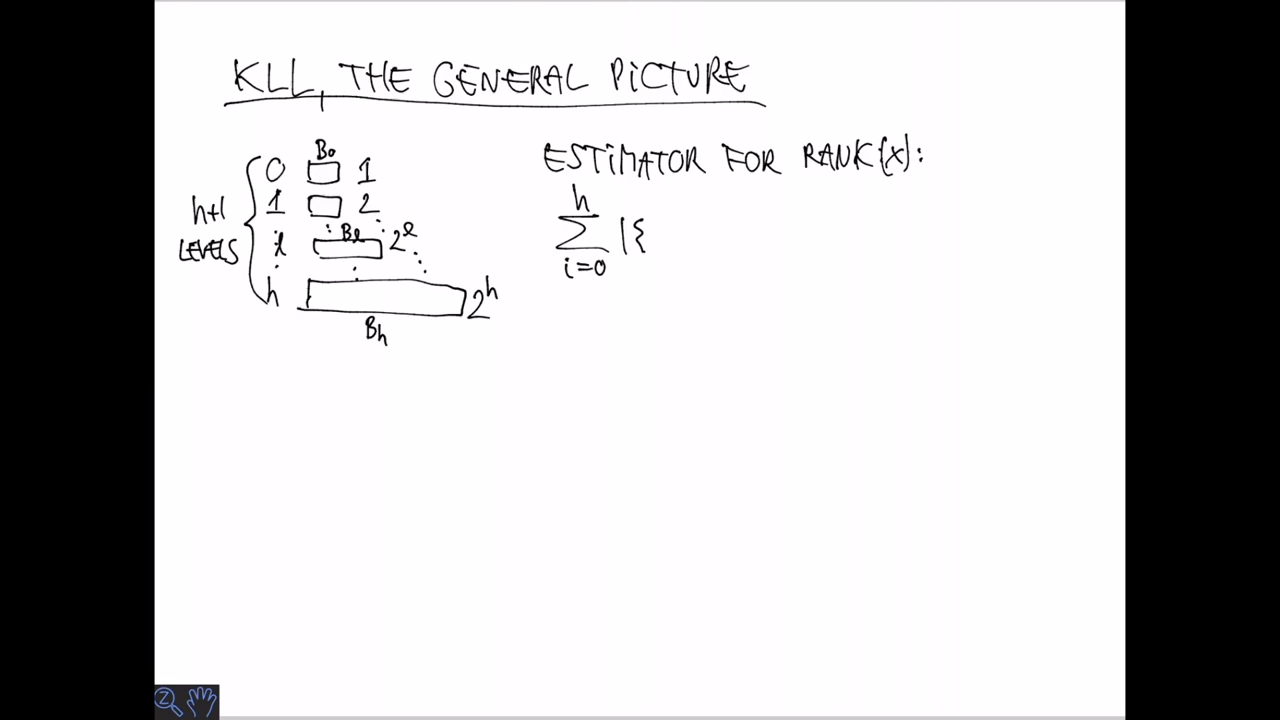 KLL, THE GENERAL PICTURE
B₀
0 1
1 2
h+1 LEVELS
l Bₗ 2^l
h 2^h
Bₕ
ESTIMATOR FOR RANK(x):
h
∑ |{
i=0
Z